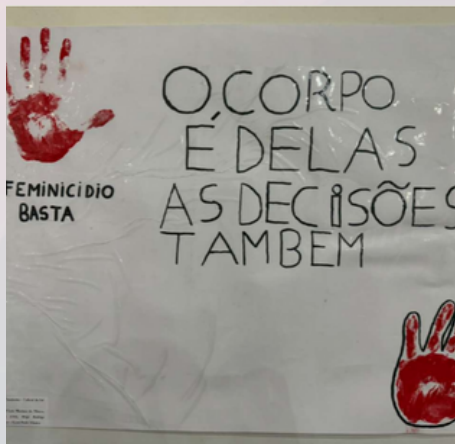 O CORPO
É DELAS
AS DECISÕES
TAMBEM
FEMINICIDIO
BASTA